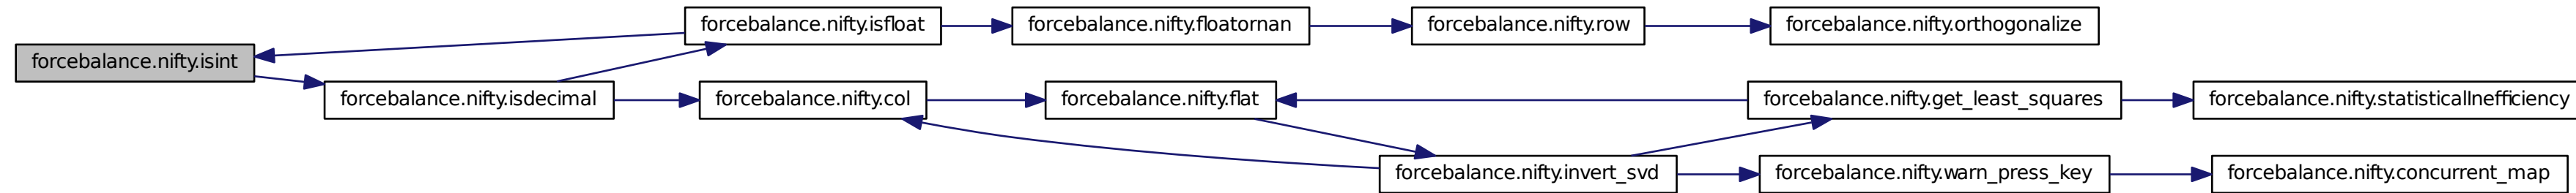 forcebalance.nifty.isfloat
forcebalance.nifty.floatornan
forcebalance.nifty.row
forcebalance.nifty.orthogonalize
forcebalance.nifty.isint
forcebalance.nifty.isdecimal
forcebalance.nifty.col
forcebalance.nifty.flat
forcebalance.nifty.get_least_squares
forcebalance.nifty.statisticalInefficiency
forcebalance.nifty.invert_svd
forcebalance.nifty.warn_press_key
forcebalance.nifty.concurrent_map